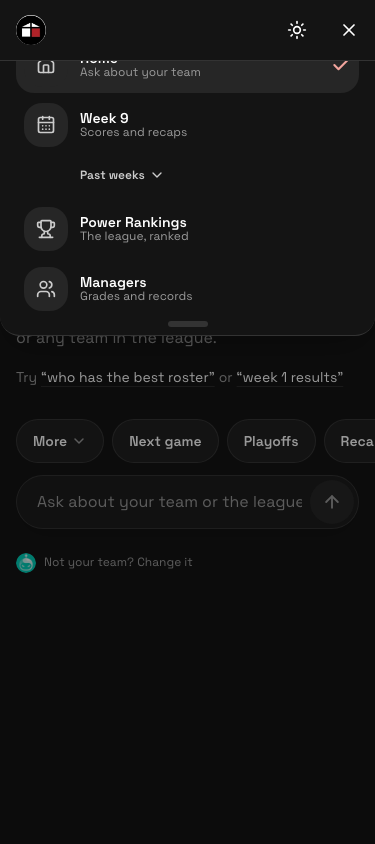 Home
Ask about your team
Week 9
Scores and recaps
Past weeks
Power Rankings
The league, ranked
Managers
Grades and records
or any team in the league.
Try “who has the best roster” or “week 1 results”
More
Next game
Playoffs
Reca
Ask about your team or the league
Not your team? Change it